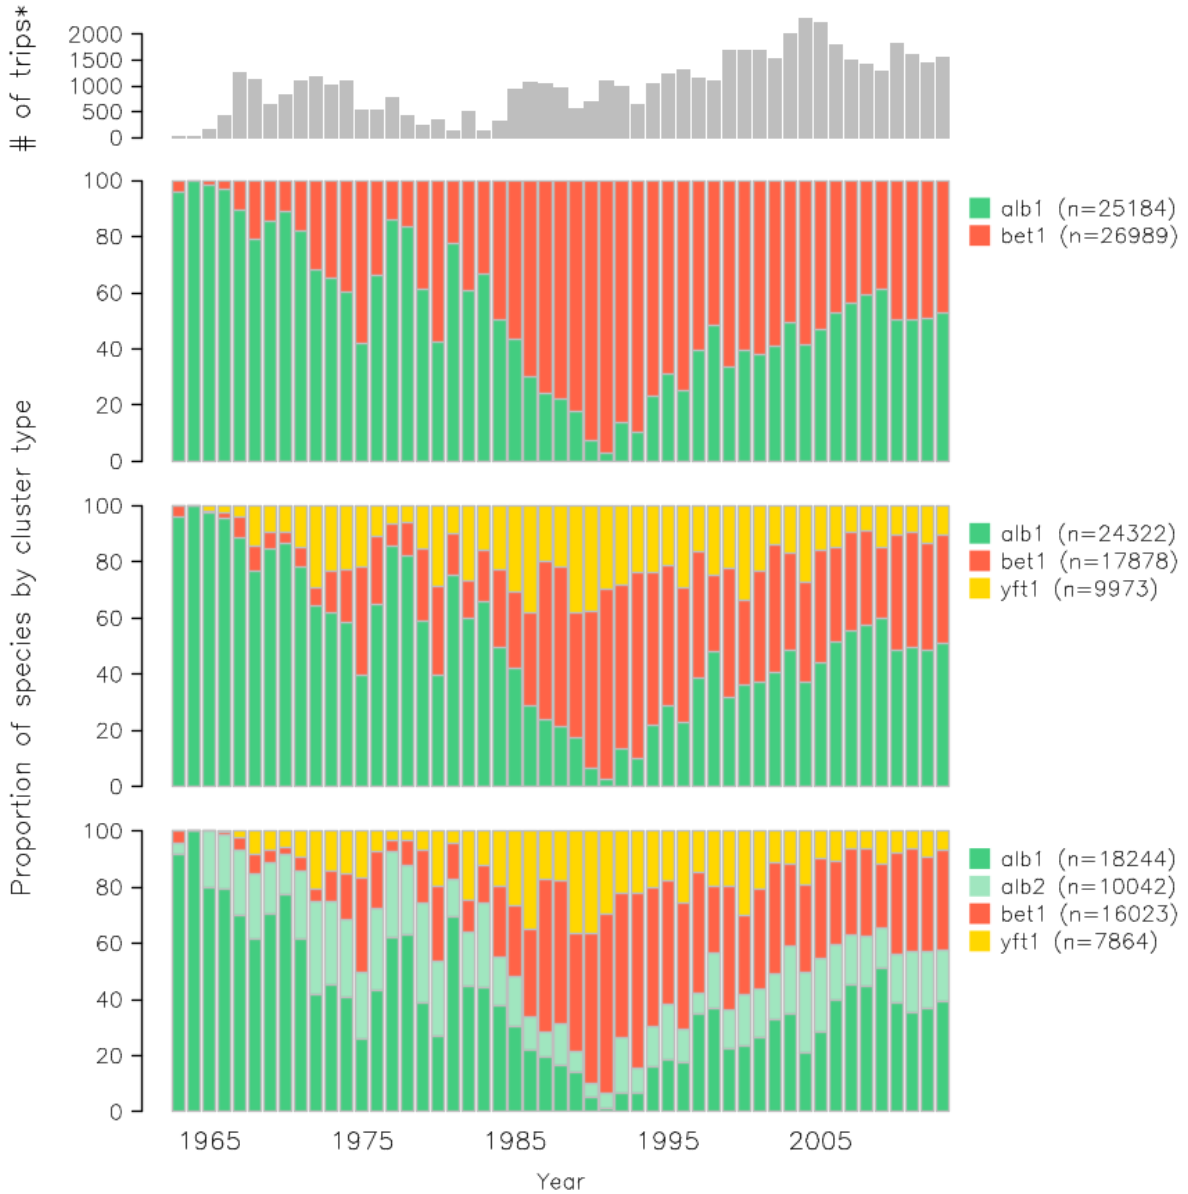 # of trips*
2000
1500
1000
500
0
Proportion of species by cluster type
100
80
60
40
20
0
alb1 (n=25184)
bet1 (n=26989)
100
80
60
40
20
0
alb1 (n=24322)
bet1 (n=17878)
yft1 (n=9973)
100
80
60
40
20
0
alb1 (n=18244)
alb2 (n=10042)
bet1 (n=16023)
yft1 (n=7864)
1965 1975 1985 1995 2005
Year